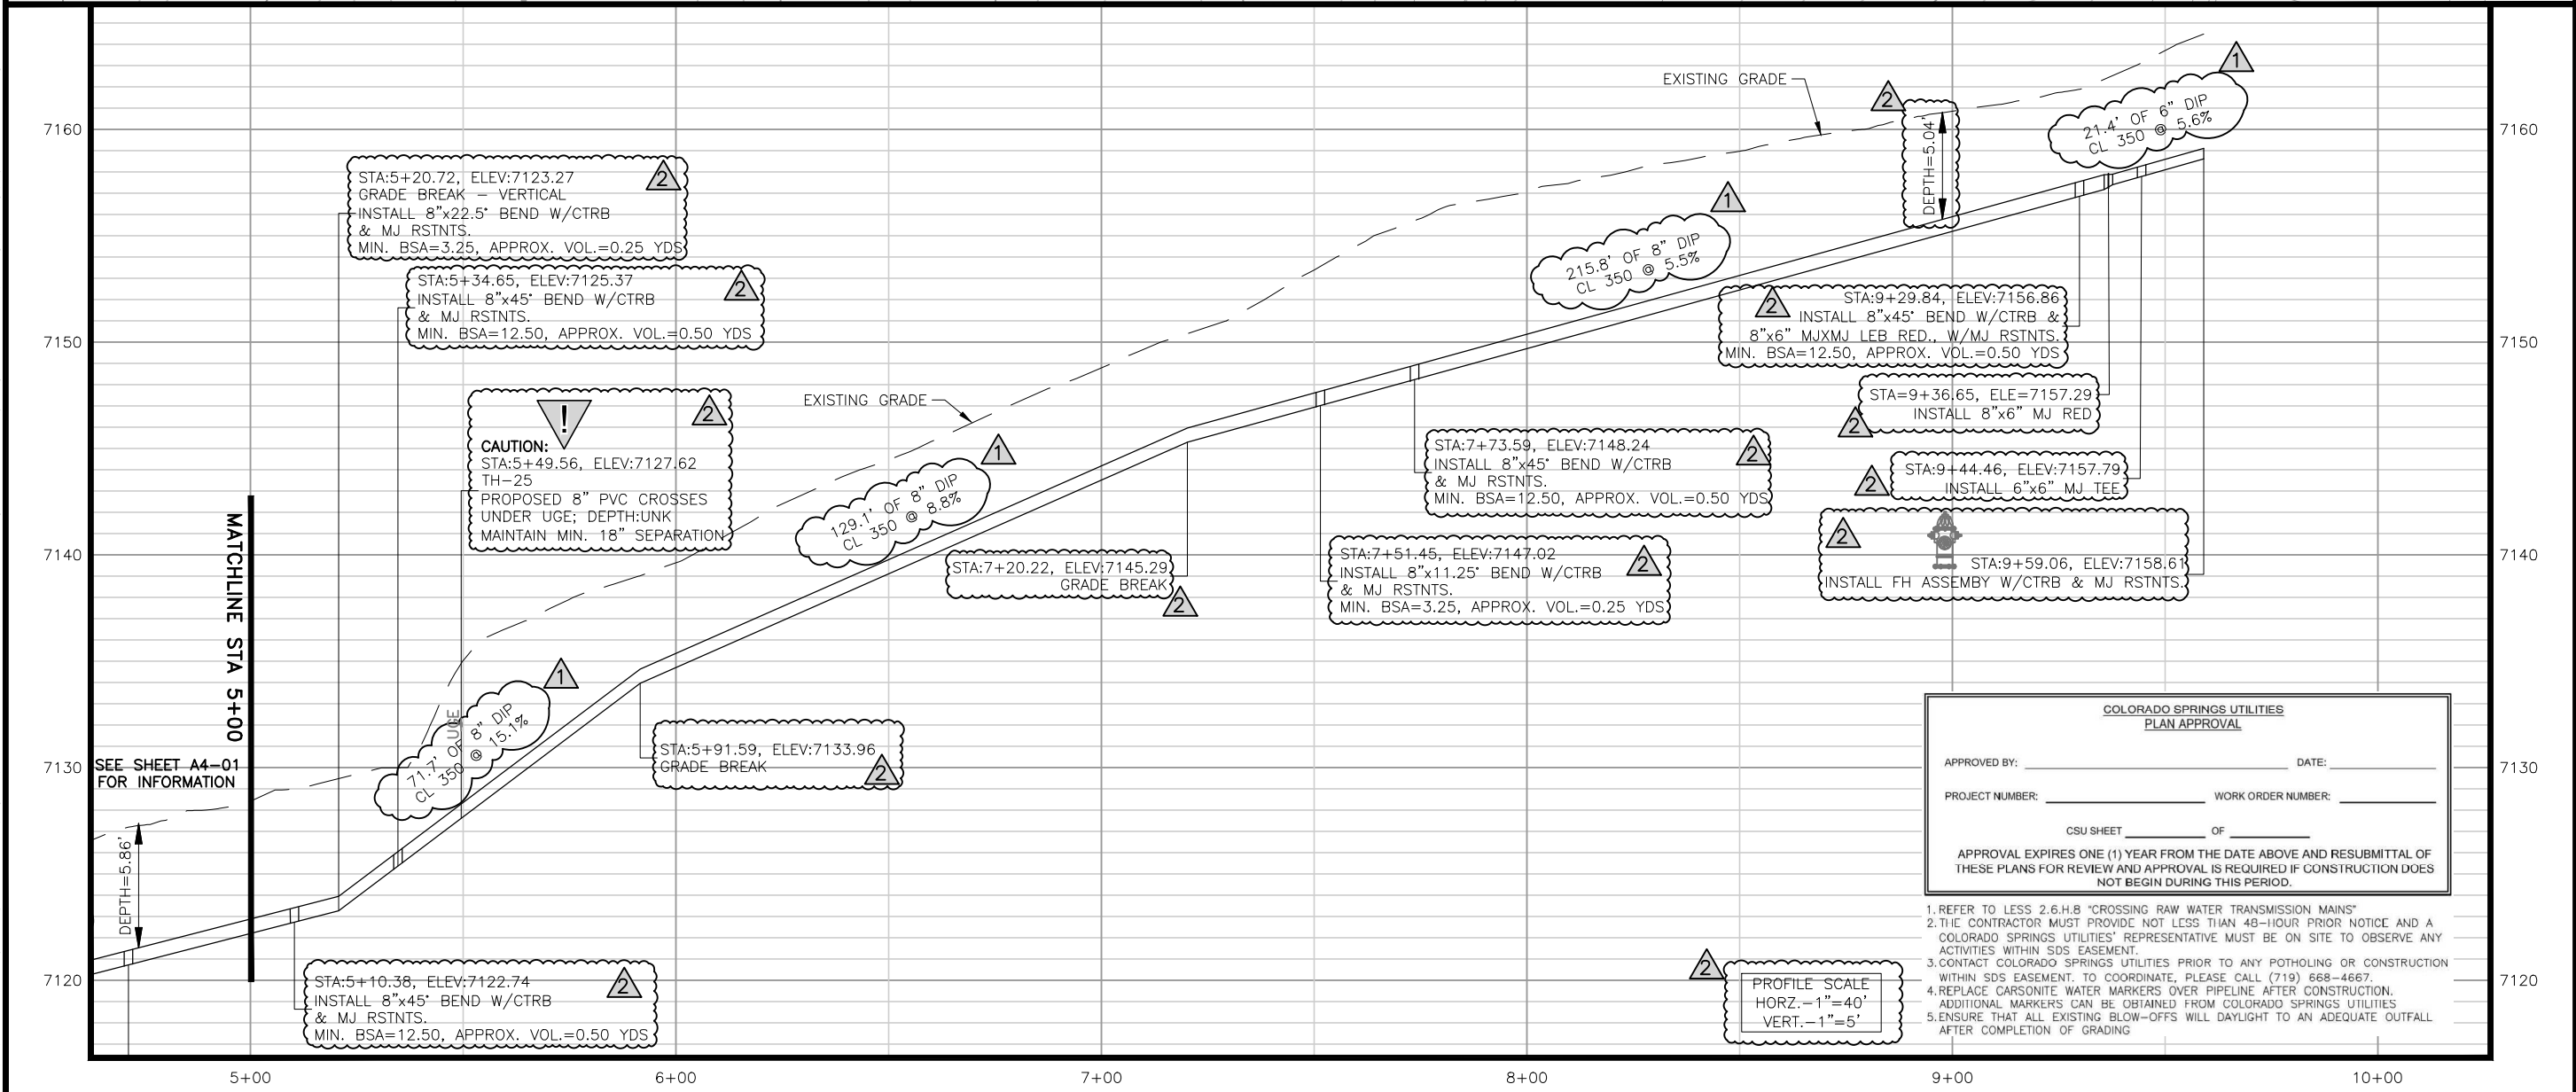 7160
7150
7140
7130
7120
STA:5+20.72, ELEV:7123.27
GRADE BREAK – VERTICAL
INSTALL 8"x22.5° BEND W/CTRB
& MJ RSTNTS.
MIN. BSA=3.25, APPROX. VOL.=0.25 YDS
2
STA:5+34.65, ELEV:7125.37
INSTALL 8"x45° BEND W/CTRB
& MJ RSTNTS.
MIN. BSA=12.50, APPROX. VOL.=0.50 YDS
2
!
2
CAUTION:
STA:5+49.56, ELEV:7127.62
TH-25
PROPOSED 8" PVC CROSSES
UNDER UGE; DEPTH:UNK
MAINTAIN MIN. 18" SEPARATION
MATCHLINE STA 5+00
SEE SHEET A4-01
FOR INFORMATION
DEPTH=5.86'
UGE
71.7' OF 8" DIP
CL 350 @ 15.1%
1
STA:5+10.38, ELEV:7122.74
INSTALL 8"x45° BEND W/CTRB
& MJ RSTNTS.
MIN. BSA=12.50, APPROX. VOL.=0.50 YDS
2
STA:5+91.59, ELEV:7133.96
GRADE BREAK
2
EXISTING GRADE
129.1' OF 8" DIP
CL 350 @ 8.8%
1
STA:7+20.22, ELEV:7145.29
GRADE BREAK
2
EXISTING GRADE
2
DEPTH=5.04'
215.8' OF 8" DIP
CL 350 @ 5.5%
1
21.4' OF 6" DIP
CL 350 @ 5.6%
1
STA:7+73.59, ELEV:7148.24
INSTALL 8"x45° BEND W/CTRB
& MJ RSTNTS.
MIN. BSA=12.50, APPROX. VOL.=0.50 YDS
2
STA:7+51.45, ELEV:7147.02
INSTALL 8"x11.25° BEND W/CTRB
& MJ RSTNTS.
MIN. BSA=3.25, APPROX. VOL.=0.25 YDS
2
2
STA:9+29.84, ELEV:7156.86
INSTALL 8"x45° BEND W/CTRB &
8"x6" MJXMJ LEB RED., W/MJ RSTNTS.
MIN. BSA=12.50, APPROX. VOL.=0.50 YDS
STA=9+36.65, ELE=7157.29
INSTALL 8"x6" MJ RED
2
STA:9+44.46, ELEV:7157.79
INSTALL 6"x6" MJ TEE
2
2
STA:9+59.06, ELEV:7158.61
INSTALL FH ASSEMBY W/CTRB & MJ RSTNTS.
2
PROFILE SCALE
HORZ.-1"=40'
VERT.-1"=5'
COLORADO SPRINGS UTILITIES
PLAN APPROVAL
APPROVED BY: DATE:
PROJECT NUMBER: WORK ORDER NUMBER:
CSU SHEET OF
APPROVAL EXPIRES ONE (1) YEAR FROM THE DATE ABOVE AND RESUBMITTAL OF
THESE PLANS FOR REVIEW AND APPROVAL IS REQUIRED IF CONSTRUCTION DOES
NOT BEGIN DURING THIS PERIOD.
1. REFER TO LESS 2.6.H.8 "CROSSING RAW WATER TRANSMISSION MAINS"
2. THE CONTRACTOR MUST PROVIDE NOT LESS THAN 48-HOUR PRIOR NOTICE AND A
COLORADO SPRINGS UTILITIES' REPRESENTATIVE MUST BE ON SITE TO OBSERVE ANY
ACTIVITIES WITHIN SDS EASEMENT.
3. CONTACT COLORADO SPRINGS UTILITIES PRIOR TO ANY POTHOLING OR CONSTRUCTION
WITHIN SDS EASEMENT. TO COORDINATE, PLEASE CALL (719) 668-4667.
4. REPLACE CARSONITE WATER MARKERS OVER PIPELINE AFTER CONSTRUCTION.
ADDITIONAL MARKERS CAN BE OBTAINED FROM COLORADO SPRINGS UTILITIES
5. ENSURE THAT ALL EXISTING BLOW-OFFS WILL DAYLIGHT TO AN ADEQUATE OUTFALL
AFTER COMPLETION OF GRADING
7160
7150
7140
7130
7120
5+00 6+00 7+00 8+00 9+00 10+00